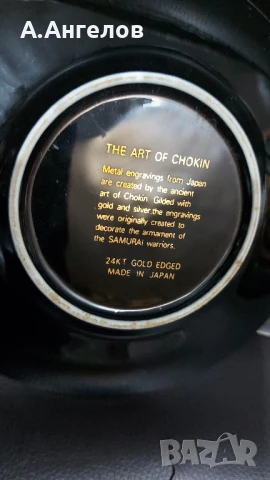 А.Ангелов
THE ART OF CHOKIN
Metal engravings from Japan
are created by the ancient
art of Chokin. Gilded with
gold and silver.the engravings
were originally created to
decorate the armament of
the SAMURAI warriors.
24KT GOLD EDGED
MADE IN JAPAN
BAZAR
bg